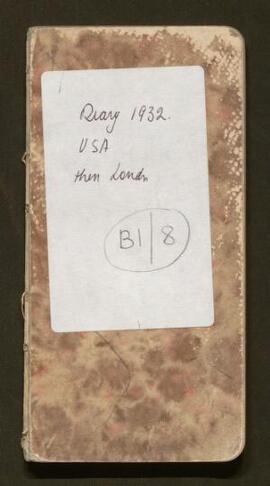 Diary 1932.
USA
then London
B1/8